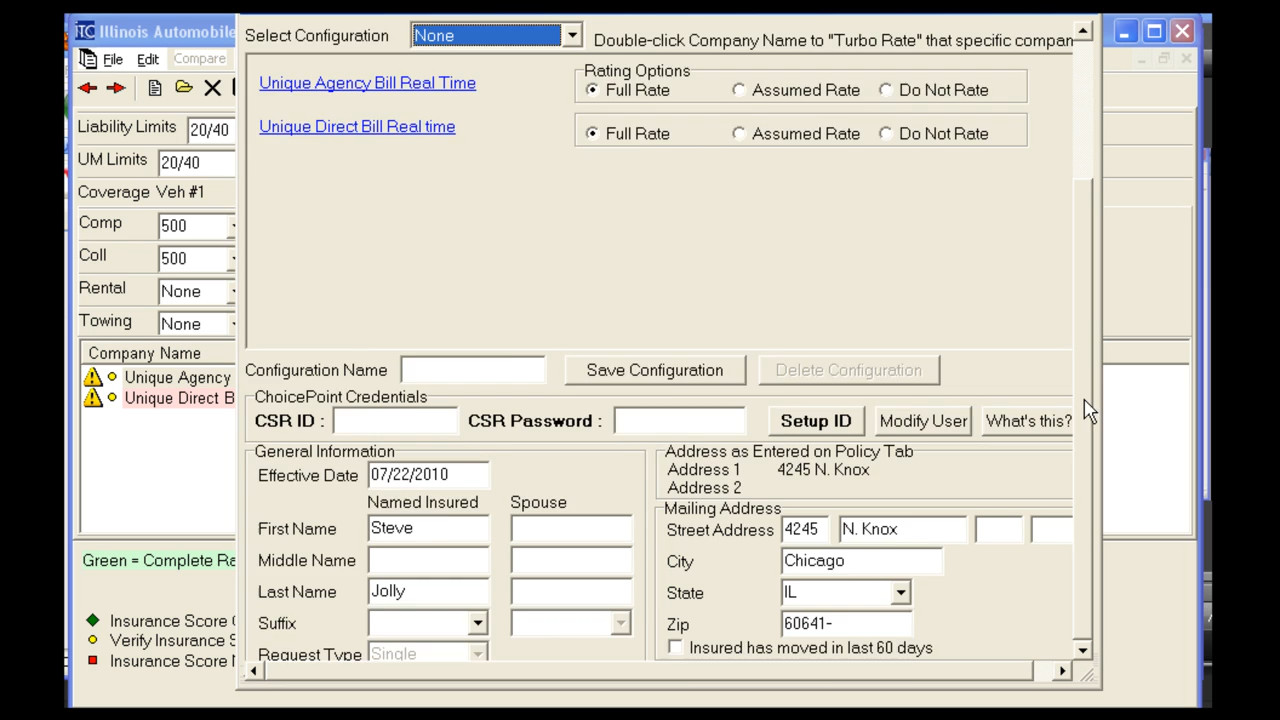 ITC Illinois Automobile
File Edit Compare
Select Configuration None Double-click Company Name to "Turbo Rate" that specific compan
Unique Agency Bill Real Time
Rating Options
Full Rate Assumed Rate Do Not Rate
Unique Direct Bill Real time
Full Rate Assumed Rate Do Not Rate
Liability Limits 20/40
UM Limits 20/40
Coverage Veh #1
Comp 500
Coll 500
Rental None
Towing None
Company Name
Unique Agency
Unique Direct B
Configuration Name Save Configuration Delete Configuration
ChoicePoint Credentials
CSR ID : CSR Password : Setup ID Modify User What's this?
General Information
Effective Date 07/22/2010
Named Insured Spouse
First Name Steve
Middle Name
Last Name Jolly
Suffix
Request Type Single
Address as Entered on Policy Tab
Address 1 4245 N. Knox
Address 2
Mailing Address
Street Address 4245 N. Knox
City Chicago
State IL
Zip 60641-
Insured has moved in last 60 days
Green = Complete Ra
Insurance Score
Verify Insurance S
Insurance Score